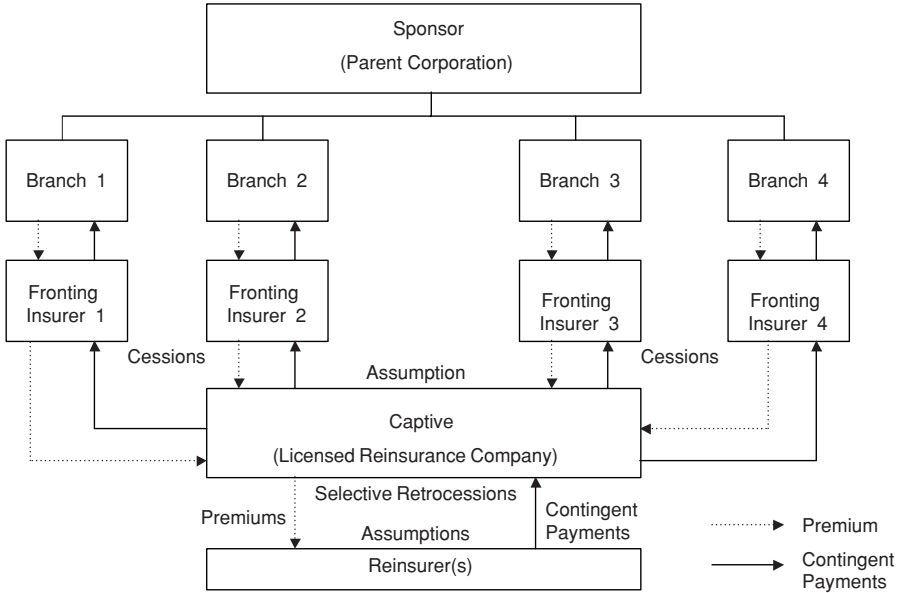 Sponsor
(Parent Corporation)
Branch 1
Branch 2
Branch 3
Branch 4
Fronting
Insurer 1
Fronting
Insurer 2
Fronting
Insurer 3
Fronting
Insurer 4
Cessions
Cessions
Assumption
Captive
(Licensed Reinsurance Company)
Selective Retrocessions
Premiums
Contingent
Payments
Assumptions
Reinsurer(s)
Premium
Contingent
Payments